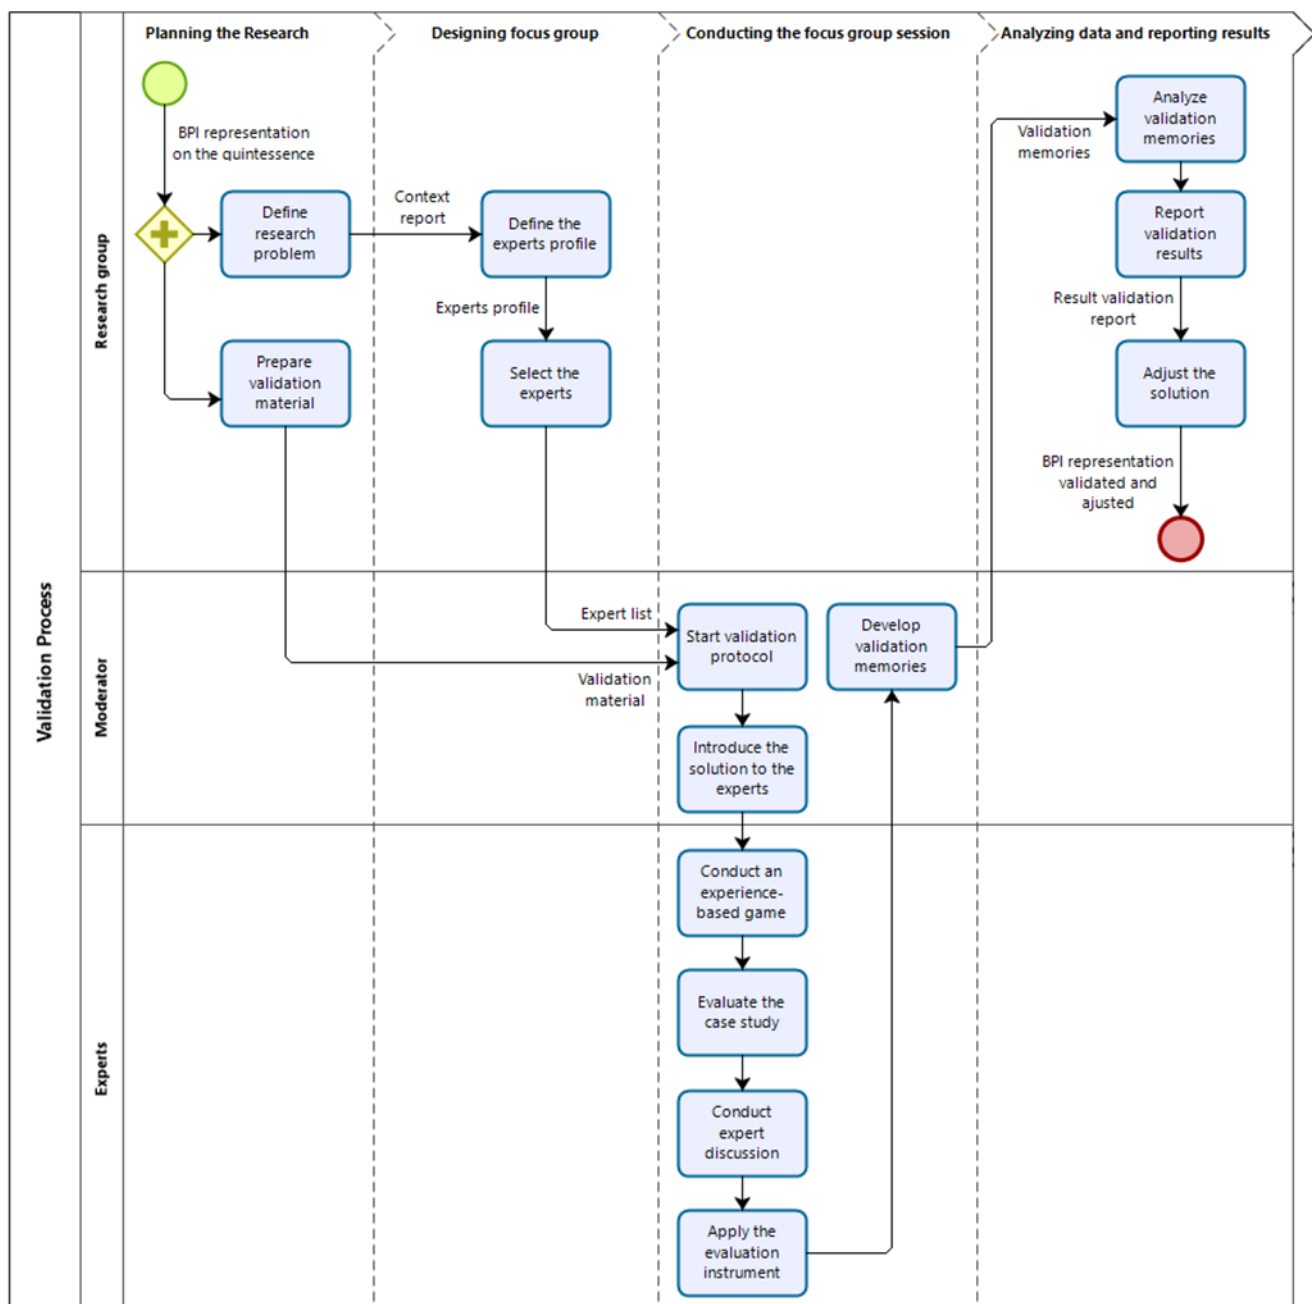 Planning the Research
Designing focus group
Conducting the focus group session
Analyzing data and reporting results
Validation Process
Research group
BPI representation
on the quintessence
Define
research
problem
Context
report
Define the
experts profile
Experts profile
Prepare
validation
material
Select the
experts
Validation
memories
Analyze
validation
memories
Report
validation
results
Result validation
report
Adjust the
solution
BPI representation
validated and
ajusted
Moderator
Expert list
Validation
material
Start validation
protocol
Develop
validation
memories
Introduce the
solution to the
experts
Experts
Conduct an
experience-
based game
Evaluate the
case study
Conduct
expert
discussion
Apply the
evaluation
instrument